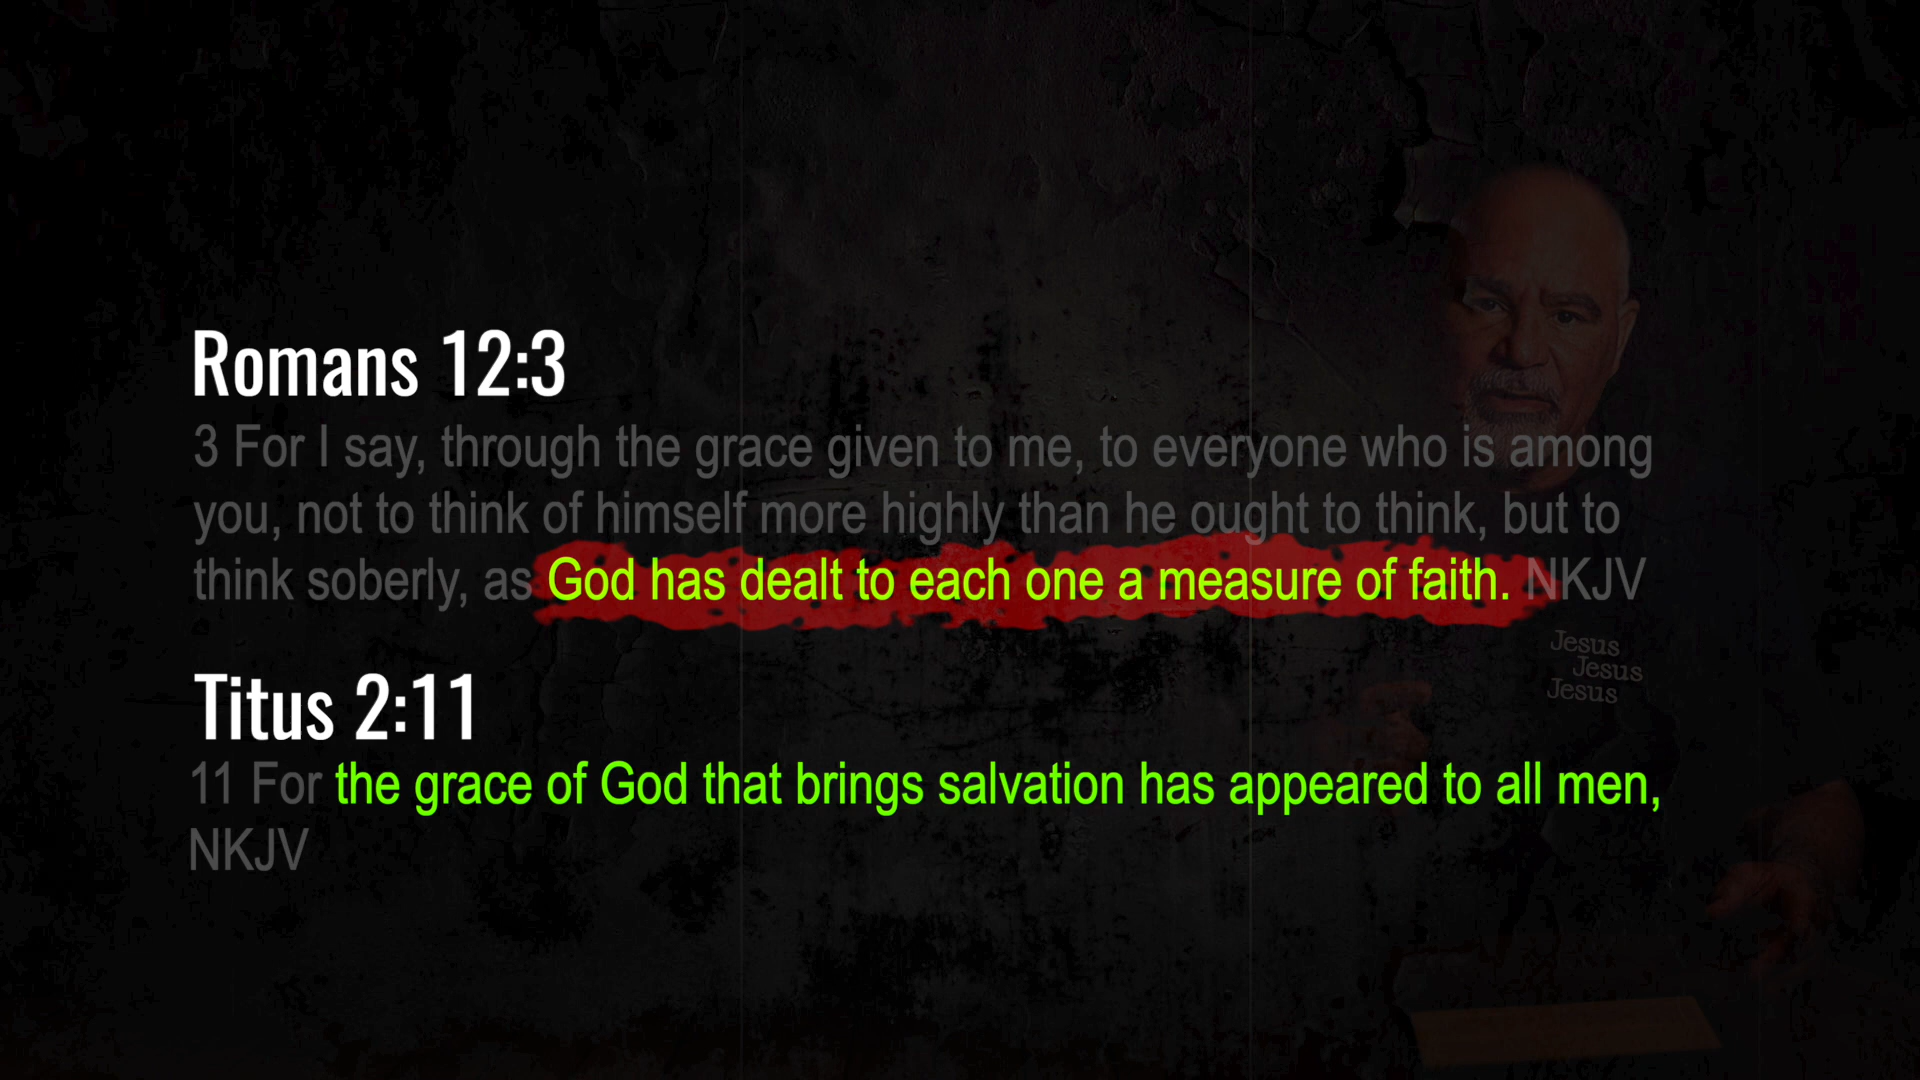 Romans 12:3
3 For I say, through the grace given to me, to everyone who is among
you, not to think of himself more highly than he ought to think, but to
think soberly, as God has dealt to each one a measure of faith. NKJV
Titus 2:11
11 For the grace of God that brings salvation has appeared to all men,
NKJV
Jesus
Jesus
Jesus